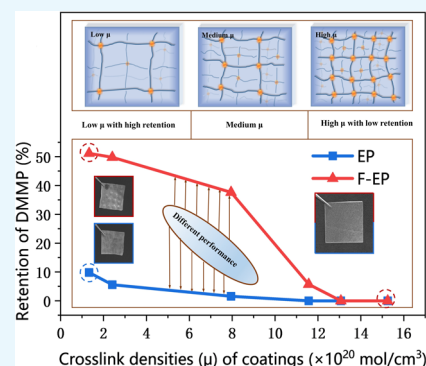 Low μ
Medium μ
High μ
Low μ with high retention
Medium μ
High μ with low retention
Retention of DMMP (%)
50
40
30
20
10
0
EP
F-EP
Different performance
0 2 4 6 8 10 12 14 16
Crosslink densities (μ) of coatings (×10²⁰ mol/cm³)